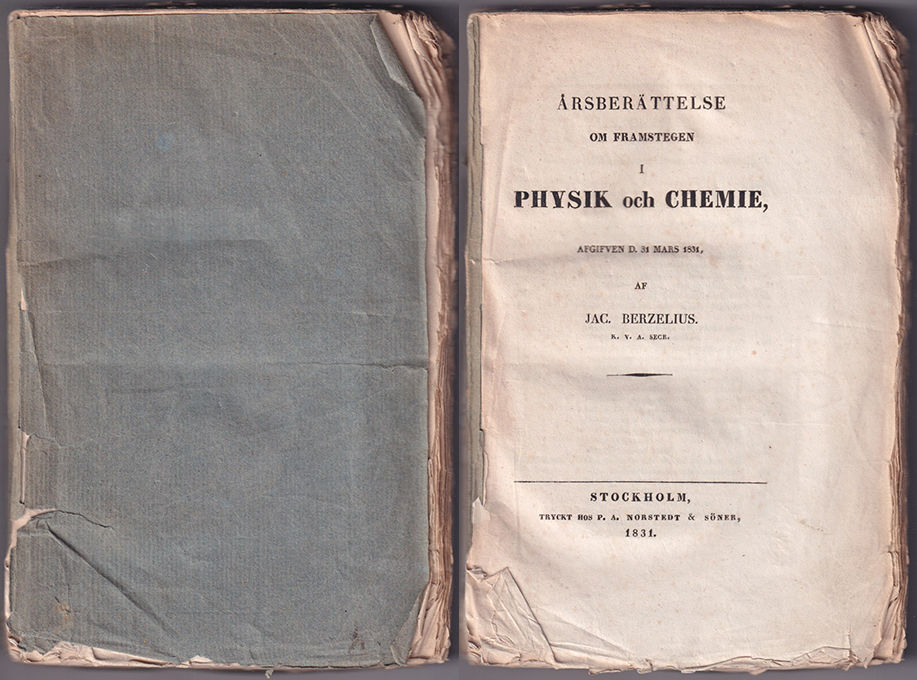 ÅRSBERÄTTELSE
OM FRAMSTEGEN
I
PHYSIK och CHEMIE,
AFGIFVEN D. 31 MARS 1831,
AF
JAC. BERZELIUS.
K. V. A. SECR.
STOCKHOLM,
TRYCKT HOS P. A. NORSTEDT & SÖNER,
1831.